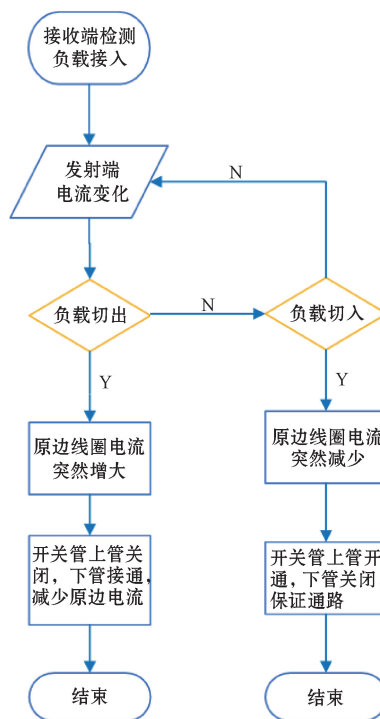 接收端检测
负载接入
发射端
电流变化
N
负载切出
N
负载切入
Y
Y
原边线圈电流
突然增大
原边线圈电流
突然减少
开关管上管关
闭，下管接通，
减少原边电流
开关管上管开
通，下管关闭
保证通路
结束
结束